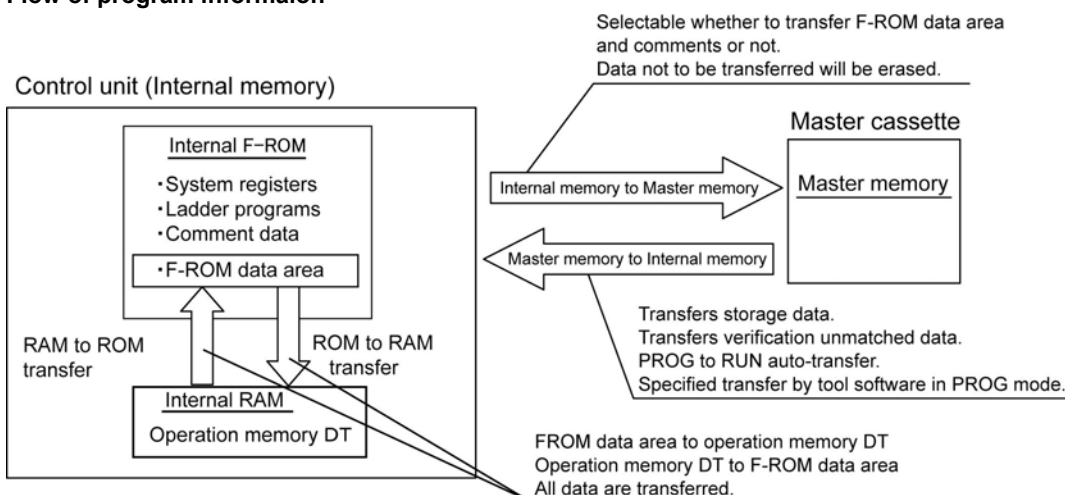 Flow of program informaion
Selectable whether to transfer F-ROM data area
and comments or not.
Data not to be transferred will be erased.
Control unit (Internal memory)
Master cassette
Internal F-ROM
・System registers
・Ladder programs
・Comment data
・F-ROM data area
Internal memory to Master memory
Master memory
Master memory to Internal memory
RAM to ROM
transfer
ROM to RAM
transfer
Internal RAM
Operation memory DT
Transfers storage data.
Transfers verification unmatched data.
PROG to RUN auto-transfer.
Specified transfer by tool software in PROG mode.
FROM data area to operation memory DT
Operation memory DT to F-ROM data area
All data are transferred.